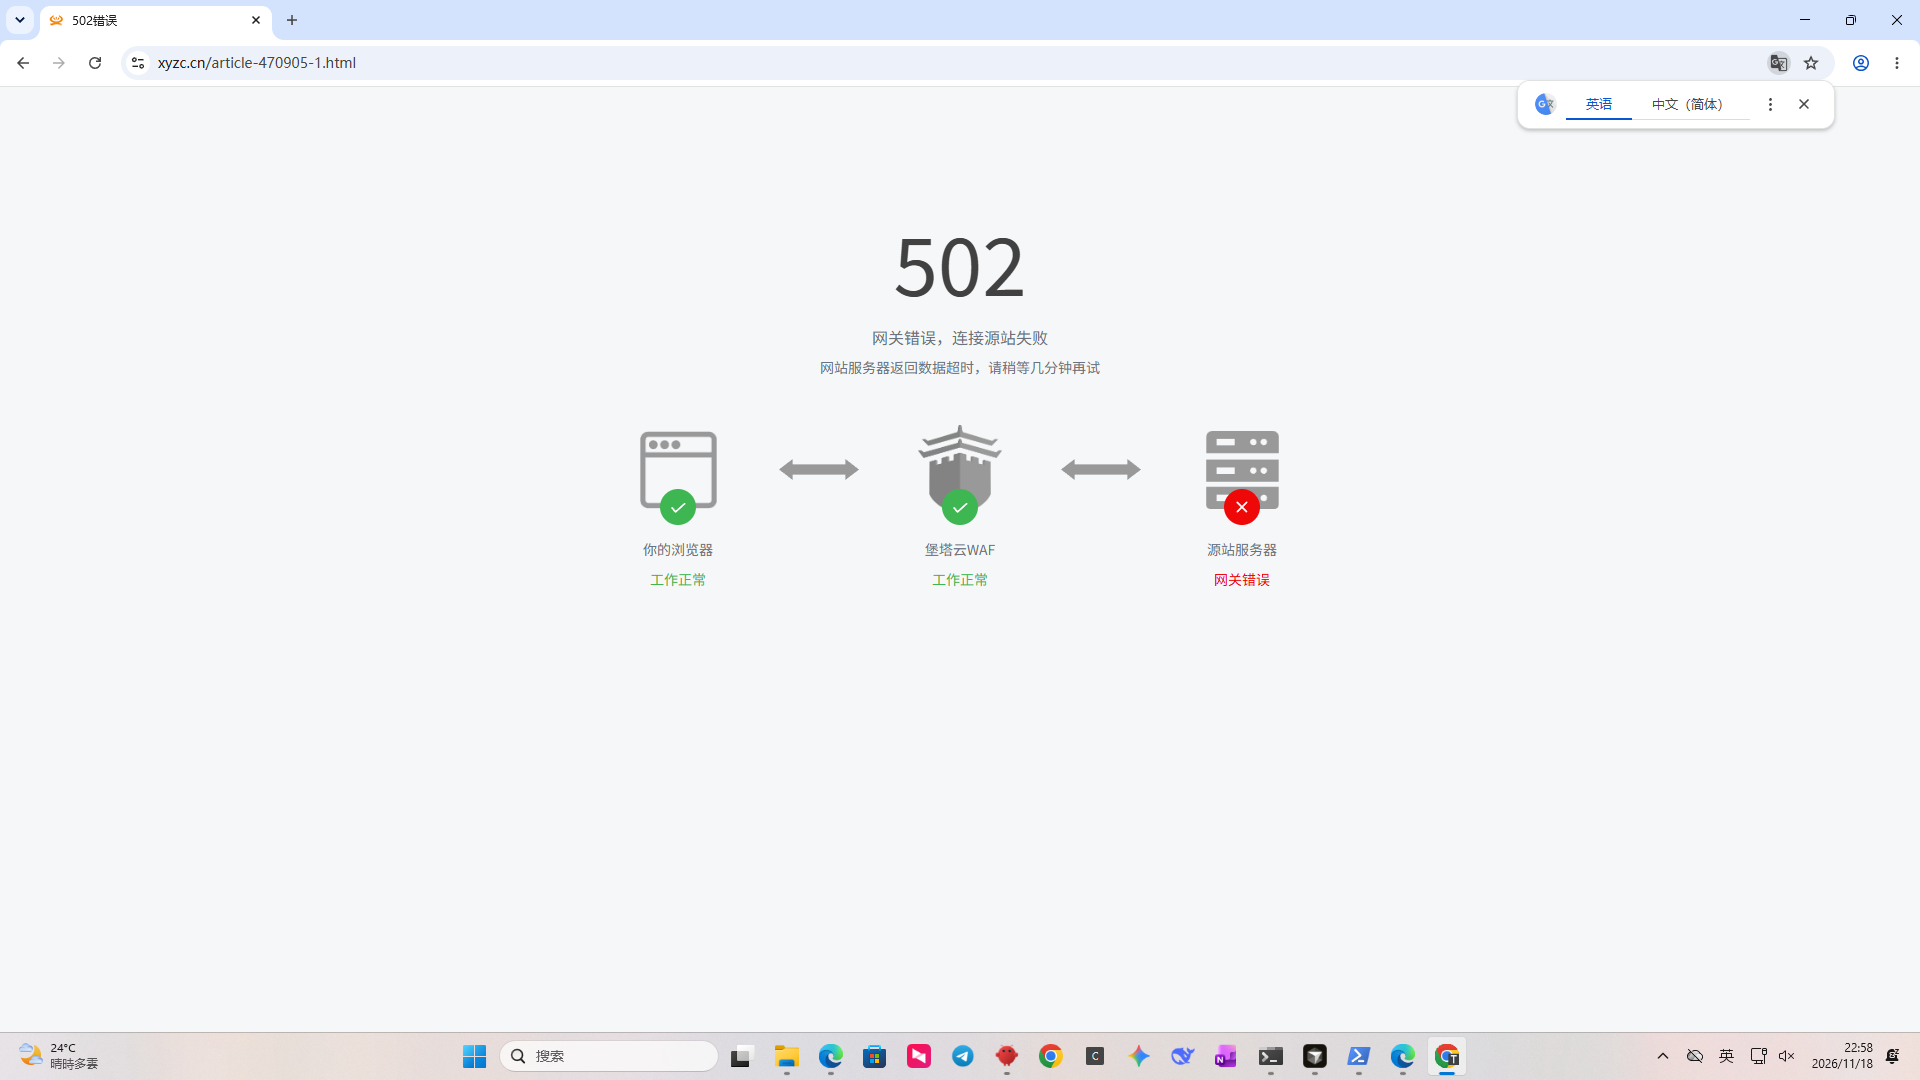 502错误
xyzc.cn/article-470905-1.html
英语
中文（简体）
502
网关错误，连接源站失败
网站服务器返回数据超时，请稍等几分钟再试
你的浏览器
堡塔云WAF
源站服务器
工作正常
工作正常
网关错误
24°C
晴時多雲
搜索
英
22:58
2026/11/18